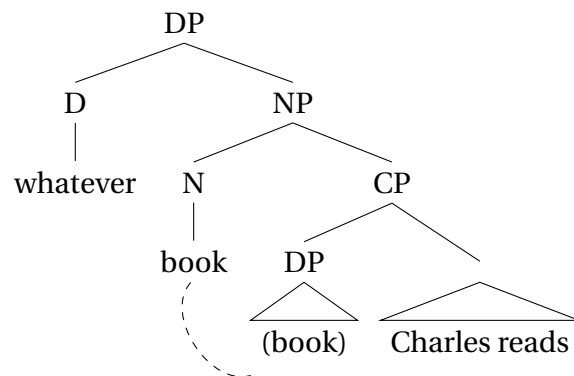 DP
D NP
whatever N CP
book DP
(book) Charles reads